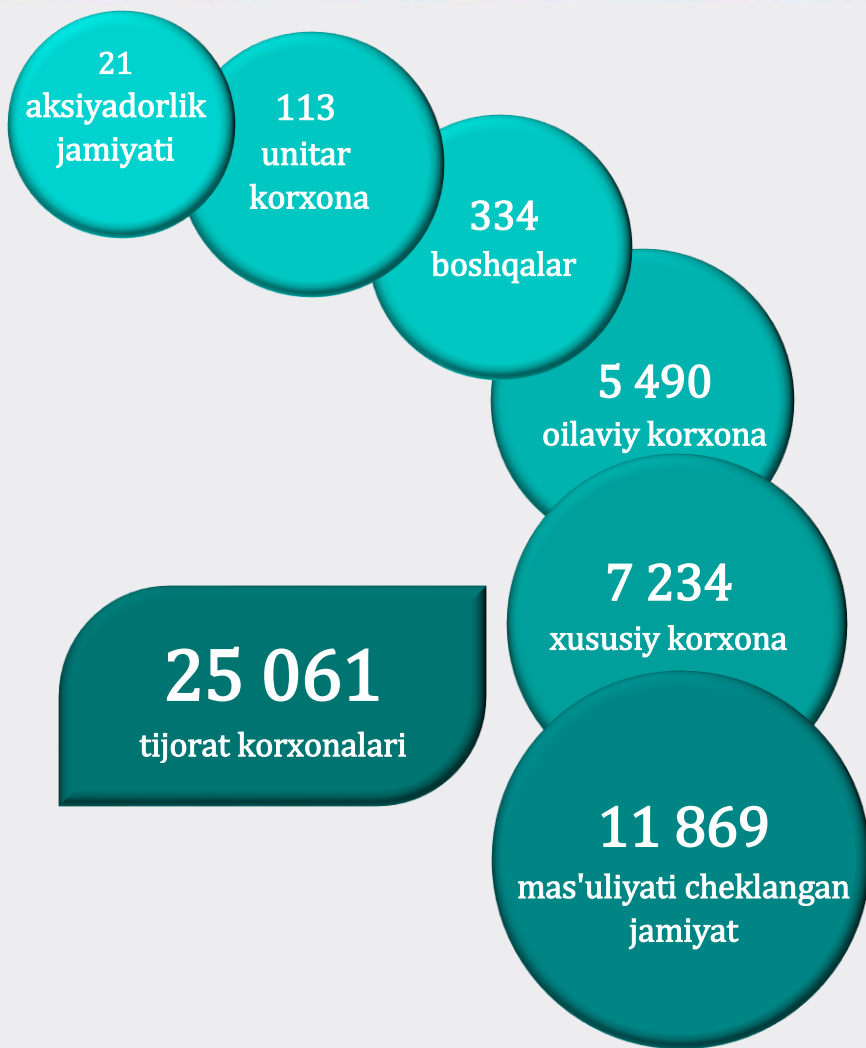 21
aksiyadorlik
jamiyati
113
unitar
korxona
334
boshqalar
5 490
oilaviy korxona
7 234
xususiy korxona
25 061
tijorat korxonalari
11 869
mas'uliyati cheklangan
jamiyat